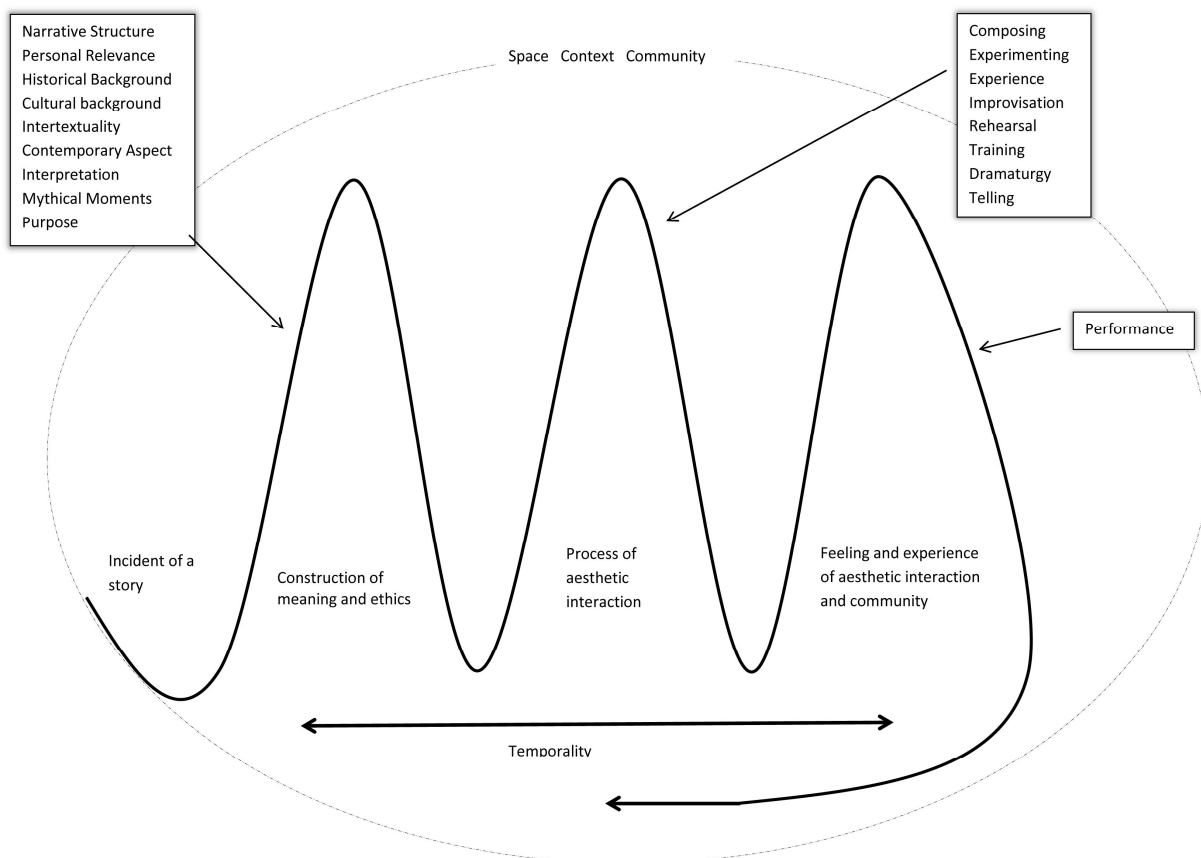 Narrative Structure
Personal Relevance
Historical Background
Cultural background
Intertextuality
Contemporary Aspect
Interpretation
Mythical Moments
Purpose
Space Context Community
Composing
Experimenting
Experience
Improvisation
Rehearsal
Training
Dramaturgy
Telling
Performance
Incident of a
story
Construction of
meaning and ethics
Process of
aesthetic
interaction
Feeling and experience
of aesthetic interaction
and community
Temporality